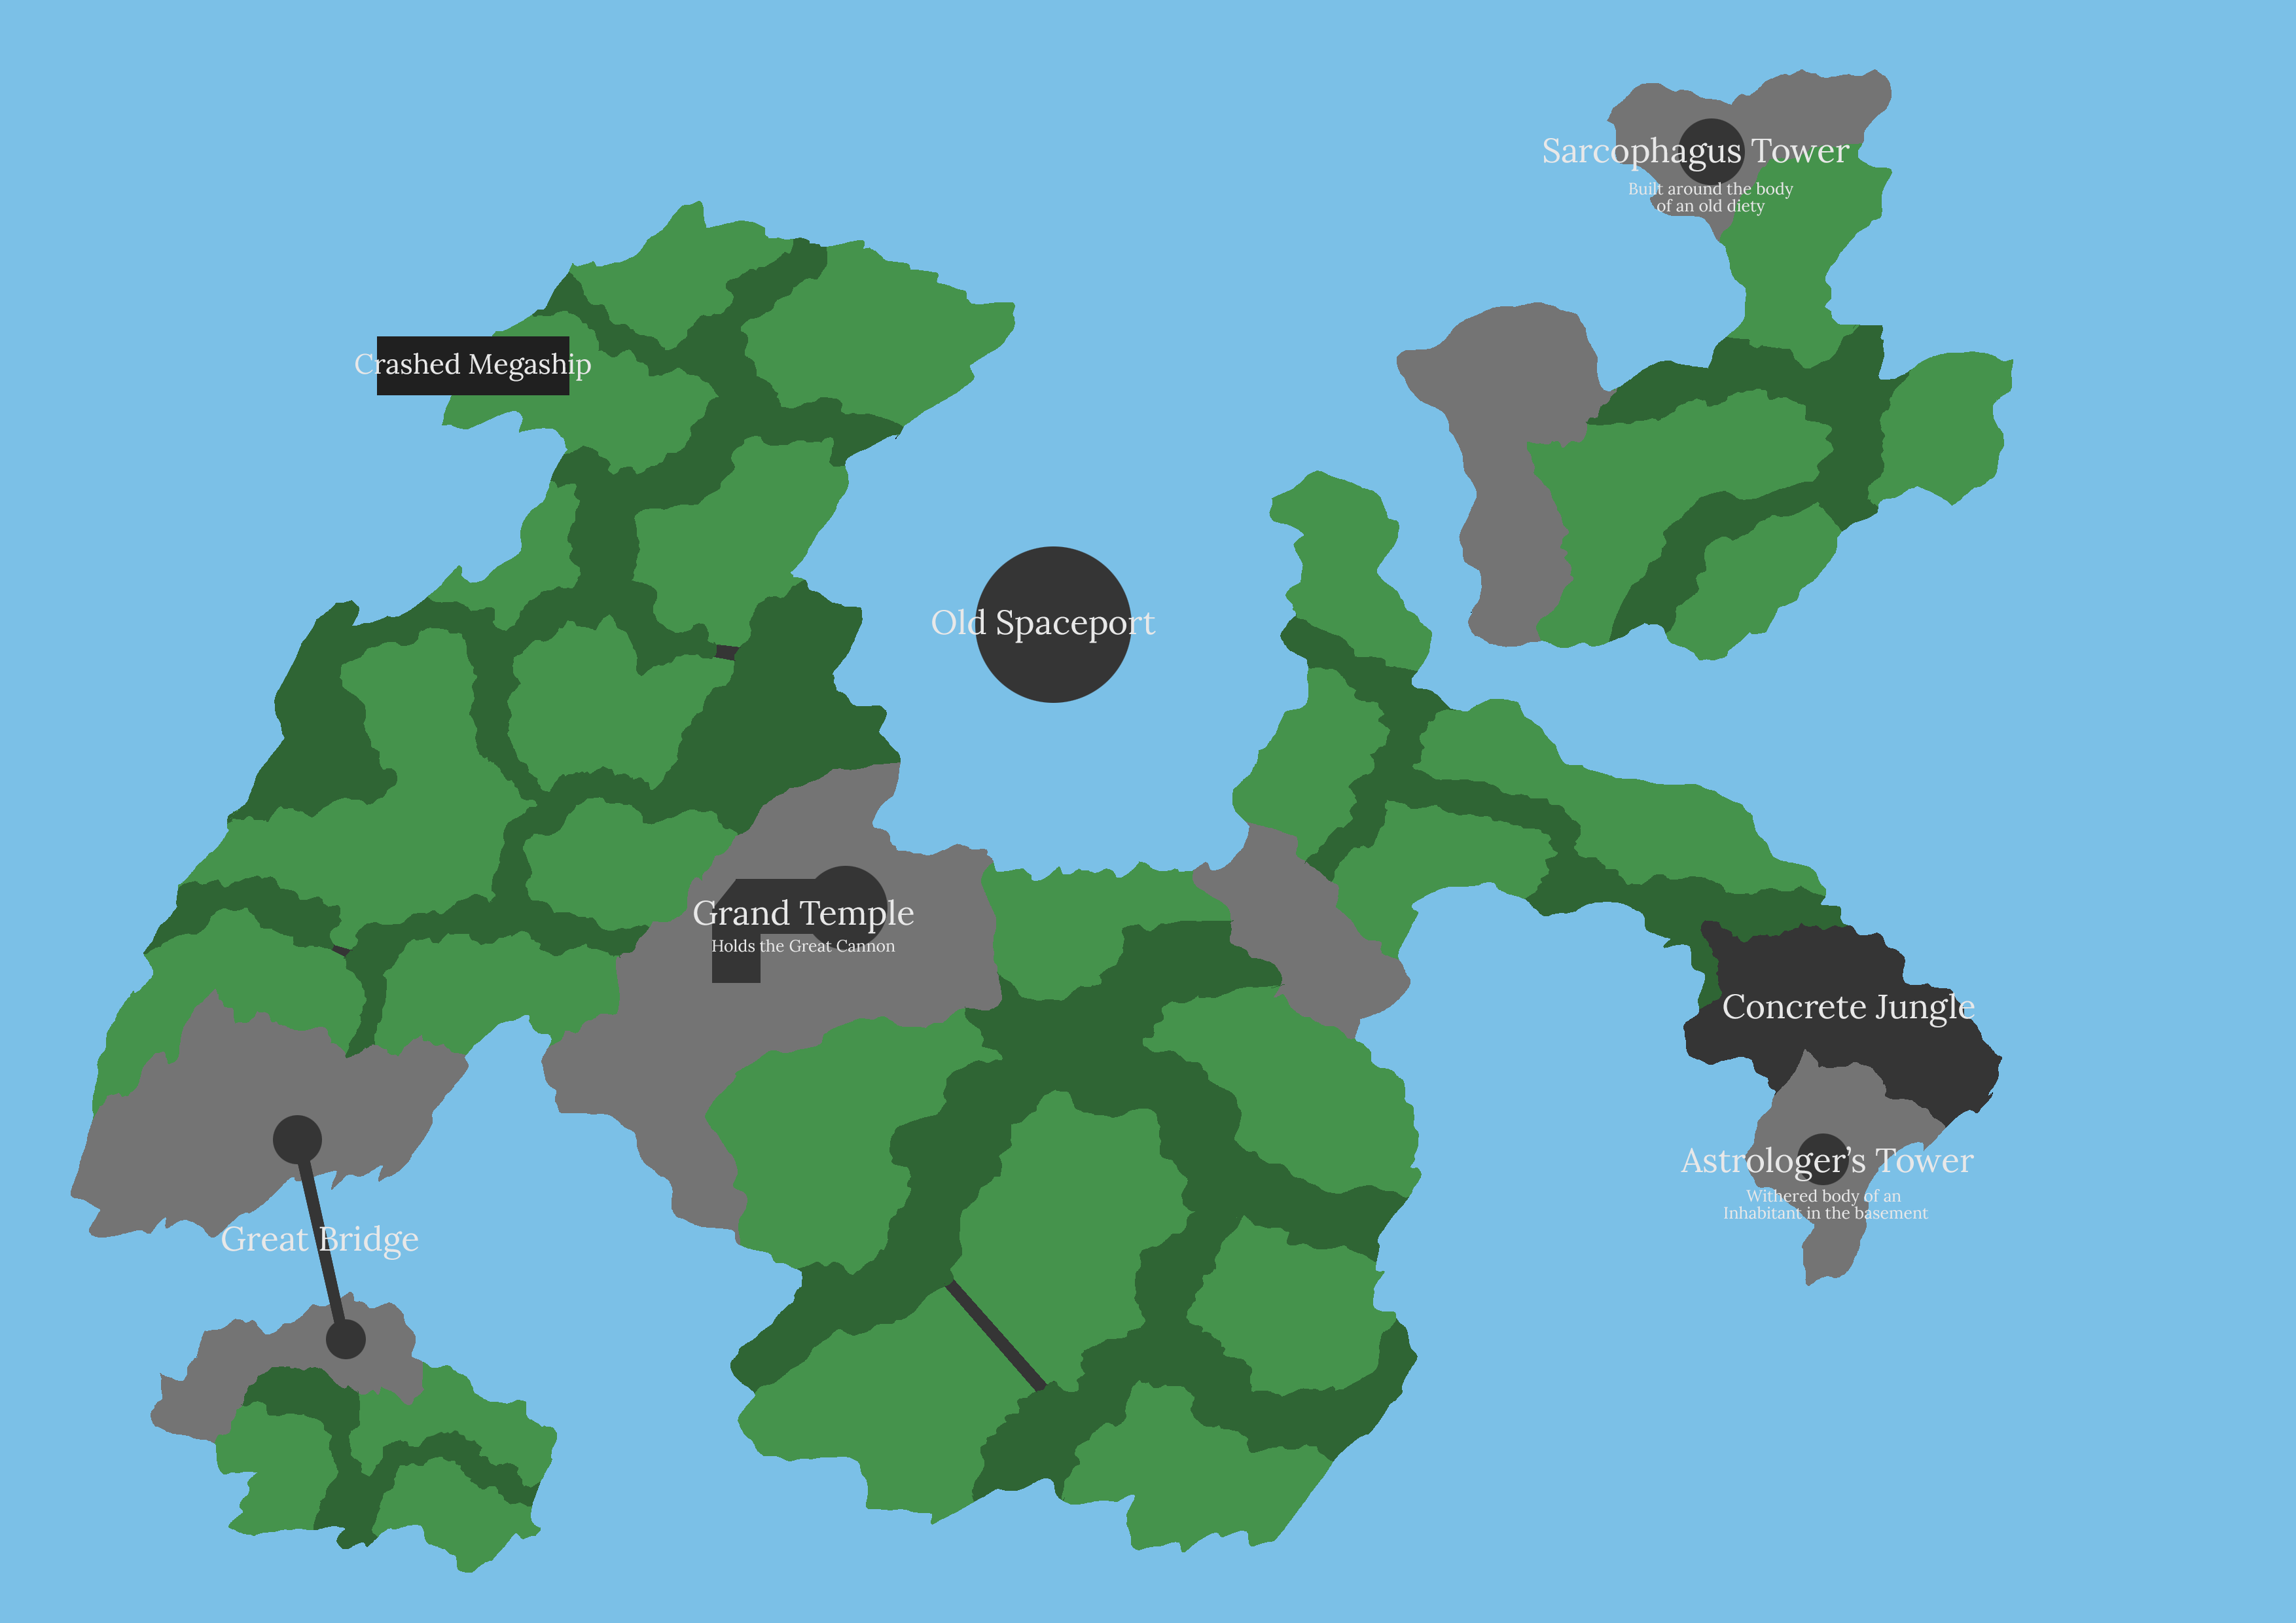 Sarcophagus Tower
Built around the body
of an old diety
Crashed Megaship
Old Spaceport
Grand Temple
Holds the Great Cannon
Concrete Jungle
Astrologer’s Tower
Withered body of an
Inhabitant in the basement
Great Bridge